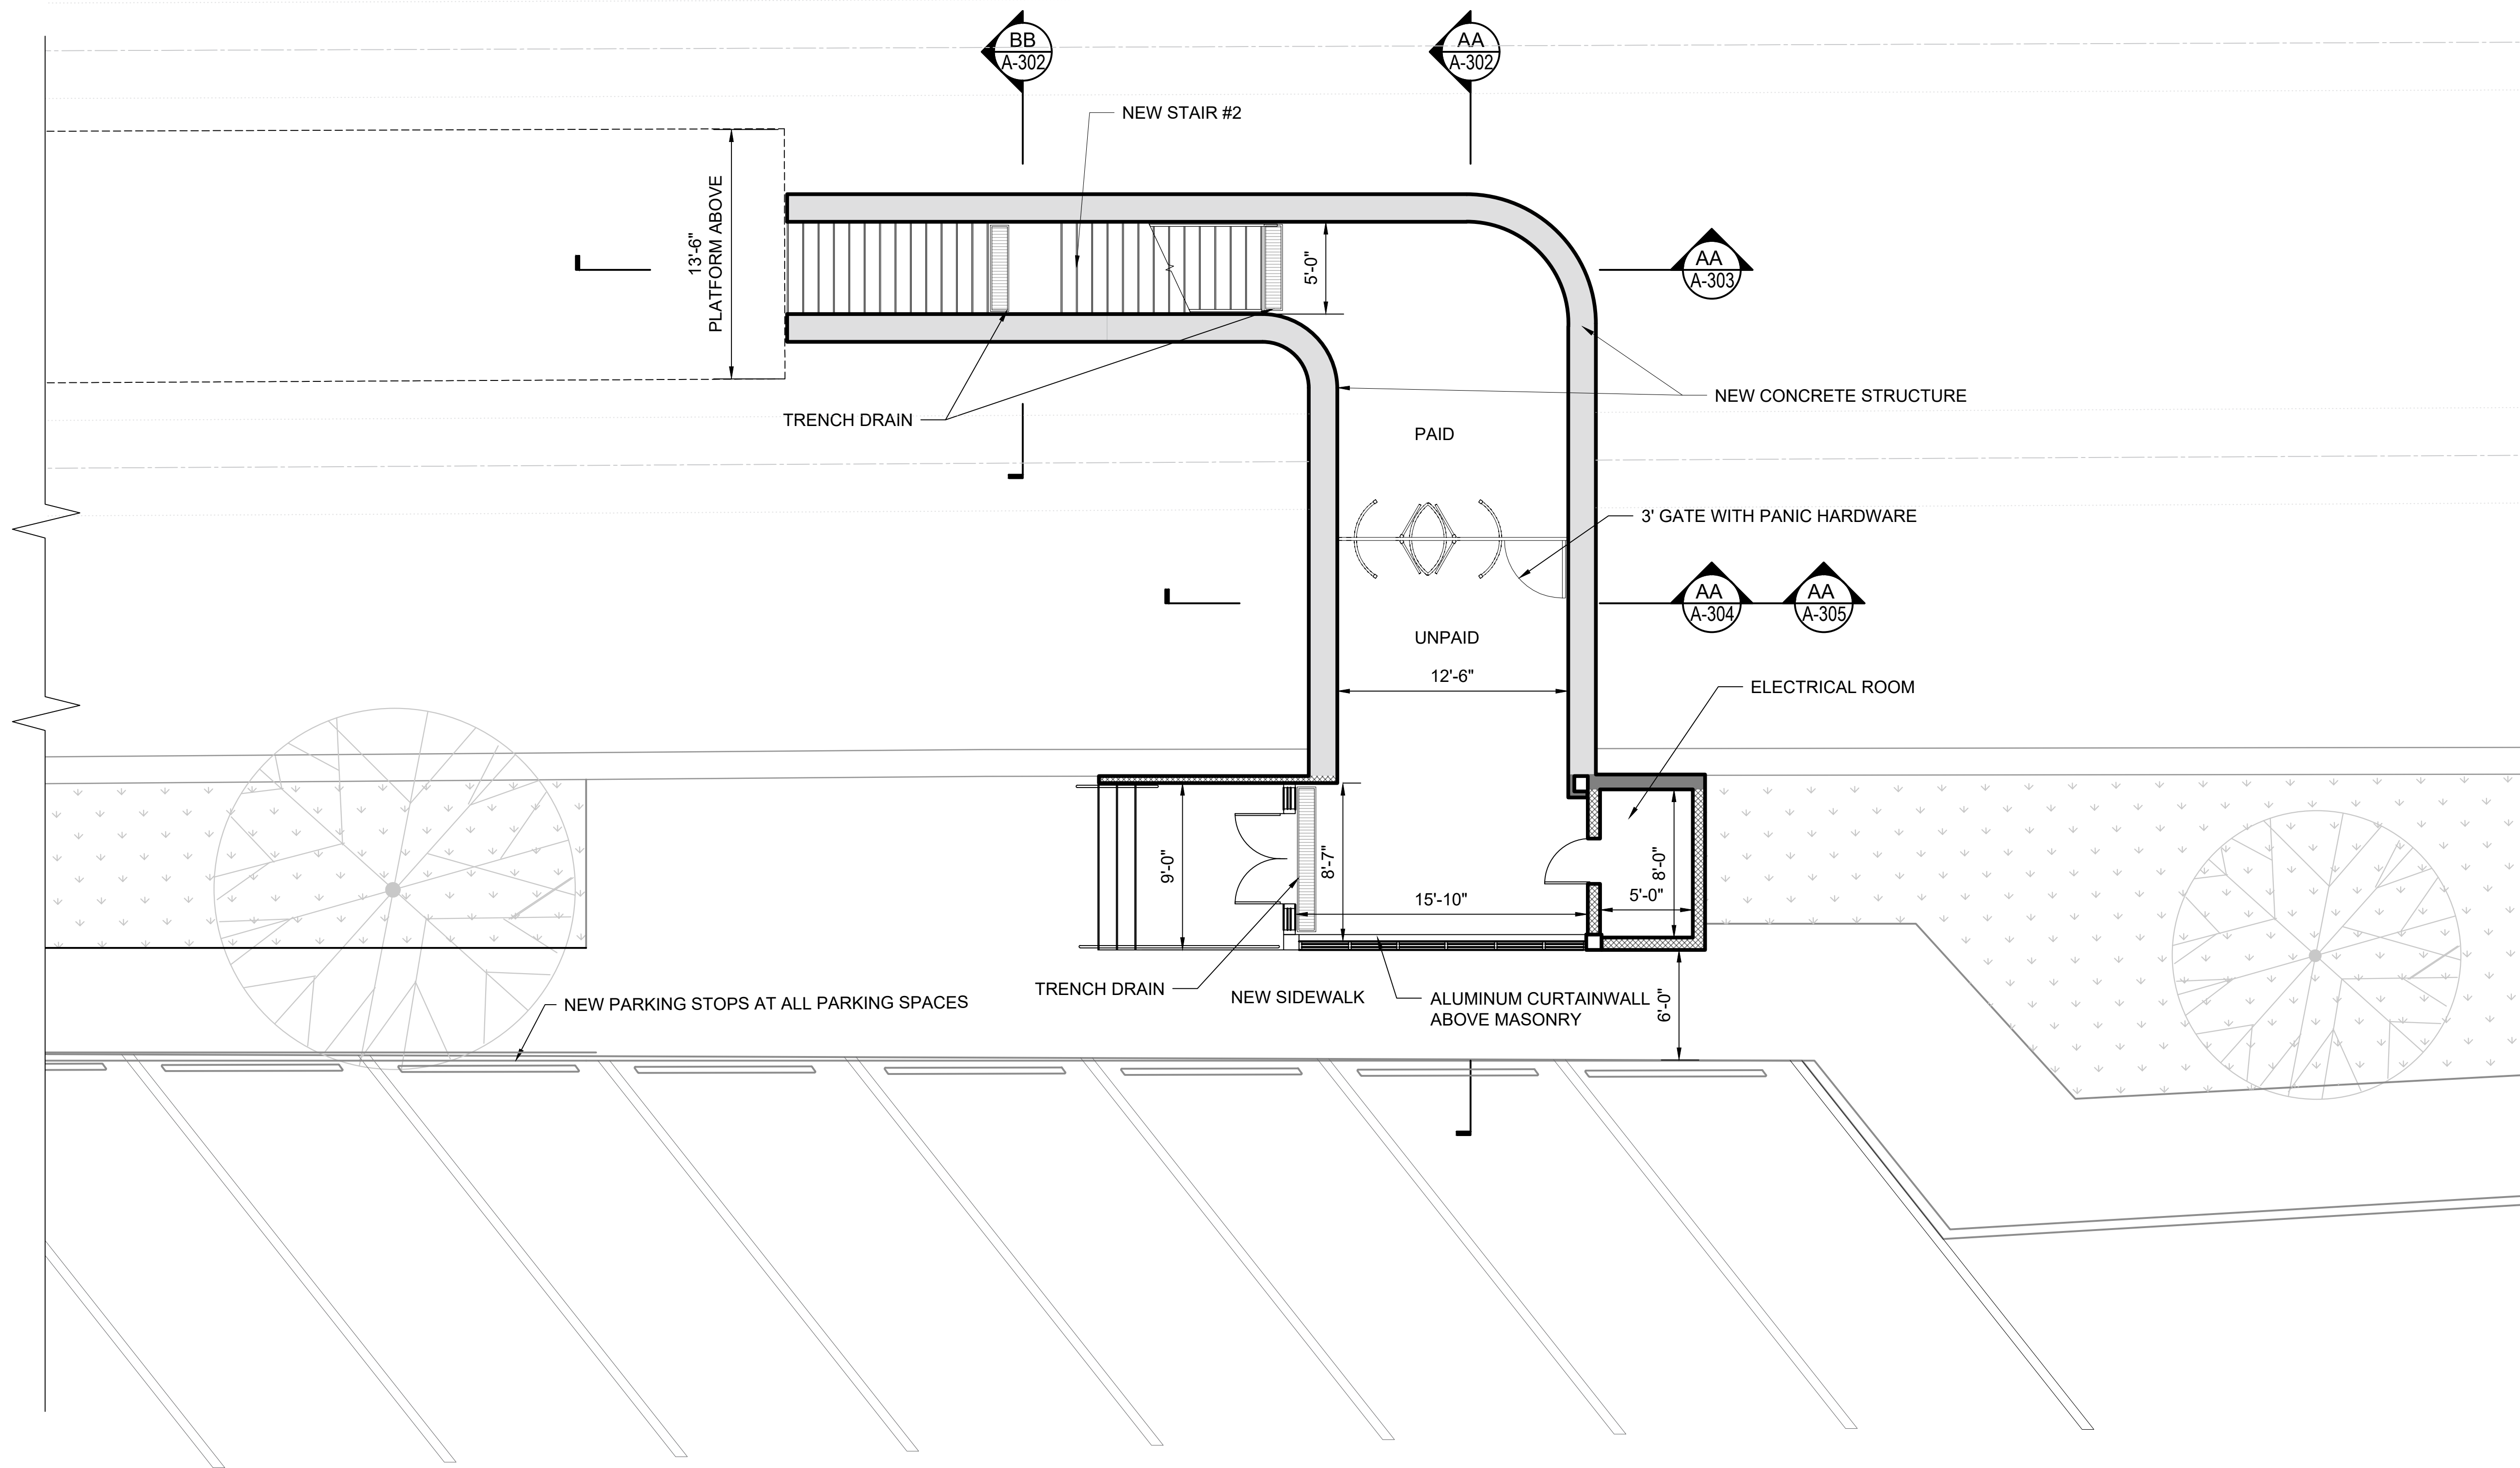 BB
A-302
AA
A-302
NEW STAIR #2
13'-6"
PLATFORM ABOVE
5'-0"
AA
A-303
TRENCH DRAIN
NEW CONCRETE STRUCTURE
PAID
3' GATE WITH PANIC HARDWARE
AA
A-304
AA
A-305
UNPAID
12'-6"
ELECTRICAL ROOM
9'-0"
8'-7"
8'-0"
5'-0"
15'-10"
TRENCH DRAIN
NEW SIDEWALK
ALUMINUM CURTAINWALL
ABOVE MASONRY
6'-0"
NEW PARKING STOPS AT ALL PARKING SPACES